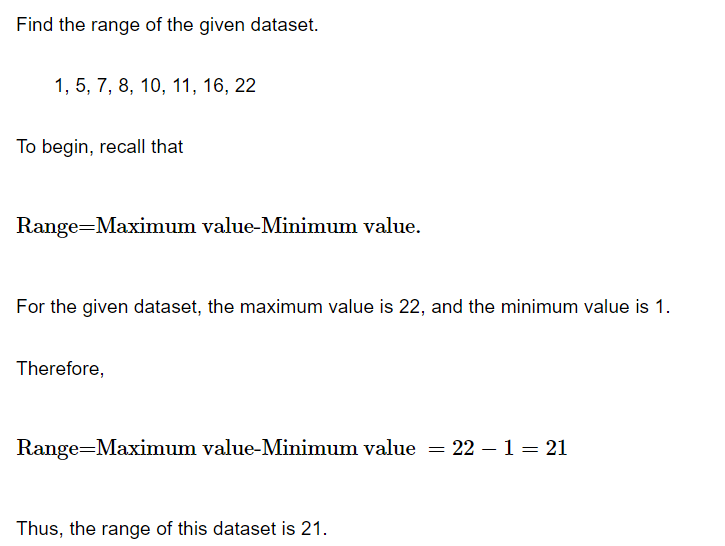 Find the range of the given dataset.
1, 5, 7, 8, 10, 11, 16, 22
To begin, recall that
Range=Maximum value-Minimum value.
For the given dataset, the maximum value is 22, and the minimum value is 1.
Therefore,
Range=Maximum value-Minimum value = 22 − 1 = 21
Thus, the range of this dataset is 21.